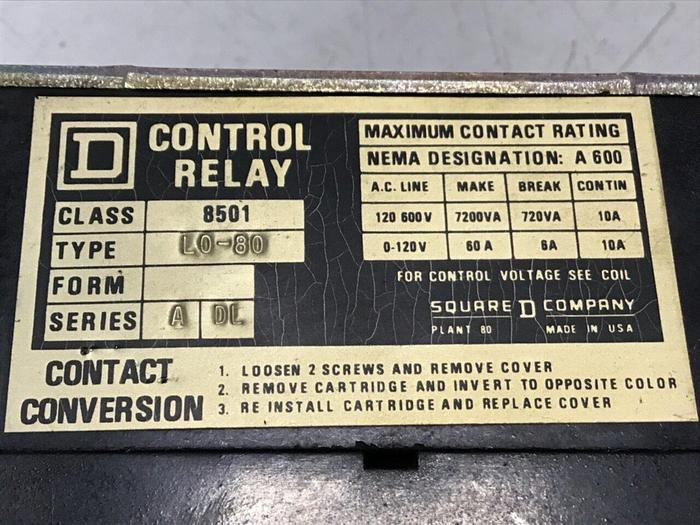 D CONTROL RELAY
CLASS 8501
TYPE LO-80
FORM
SERIES A DL
MAXIMUM CONTACT RATING
NEMA DESIGNATION: A 600
A.C. LINE MAKE BREAK CONTIN
120 600V 7200VA 720VA 10A
0-120V 60A 6A 10A
FOR CONTROL VOLTAGE SEE COIL
SQUARE D COMPANY
PLANT 80 MADE IN USA
CONTACT CONVERSION
1. LOOSEN 2 SCREWS AND REMOVE COVER
2. REMOVE CARTRIDGE AND INVERT TO OPPOSITE COLOR
3. RE INSTALL CARTRIDGE AND REPLACE COVER